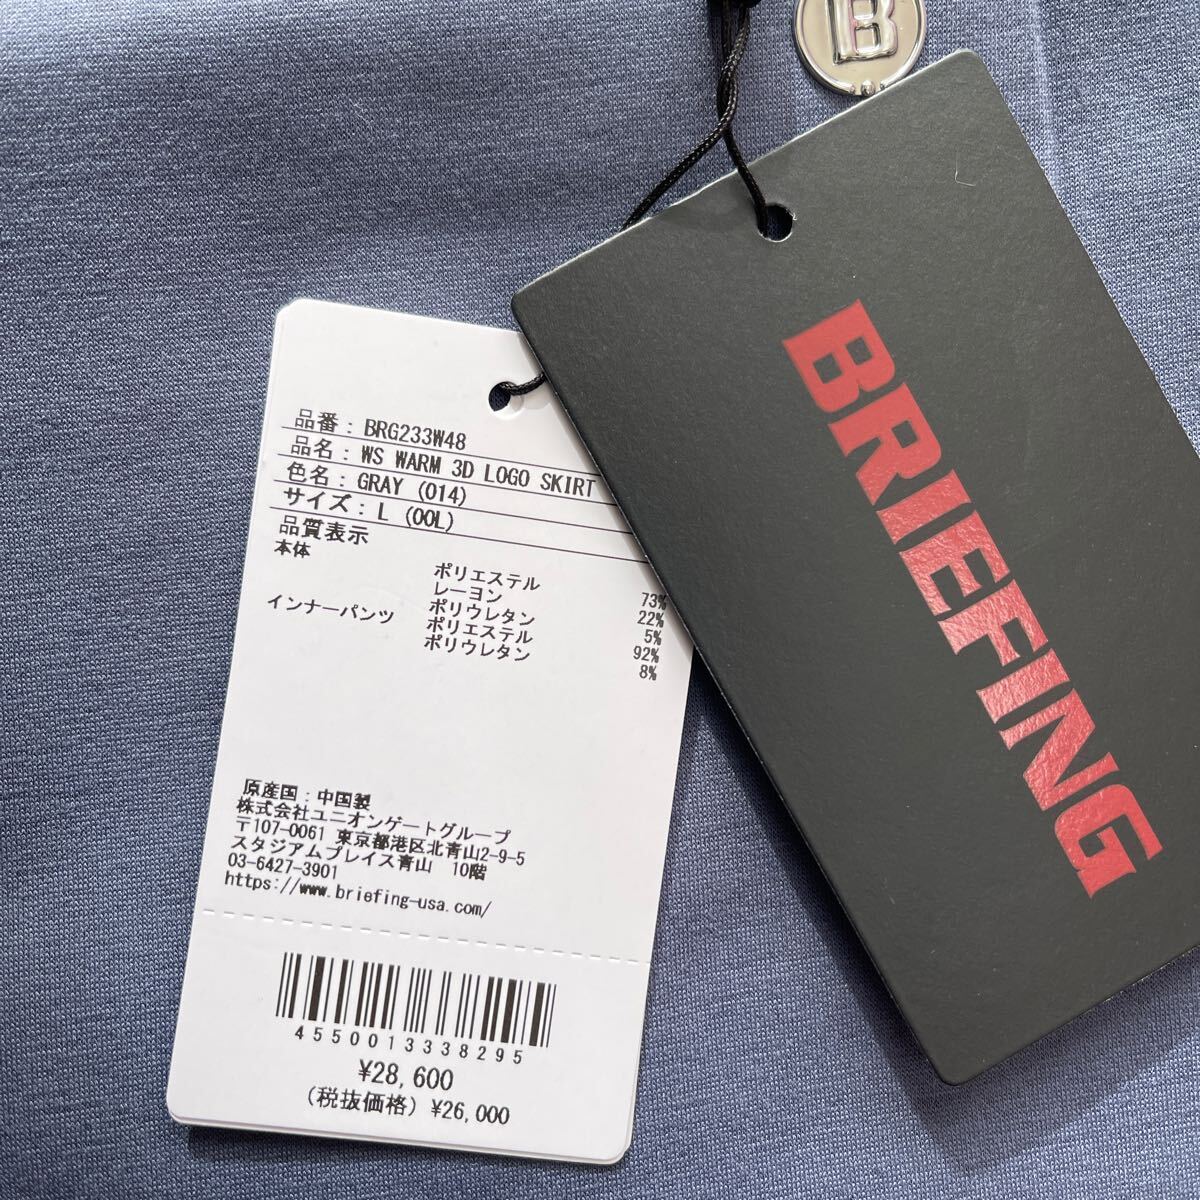 B
BRIEFING
品番: BRG233W48
品名: WS WARM 3D LOGO SKIRT
色名: GRAY (014)
サイズ: L (00L)
品質表示
本体
ポリエステル 73%
レーヨン 22%
ポリウレタン 5%
インナーパンツ ポリエステル 92%
ポリウレタン 8%
原産国: 中国製
株式会社ユニオンゲートグループ
〒107-0061 東京都港区北青山2-9-5
スタジアムプレイス青山 10階
03-6427-3901
https://www.briefing-usa.com/
4550013338295
¥28,600
(税抜価格) ¥26,000